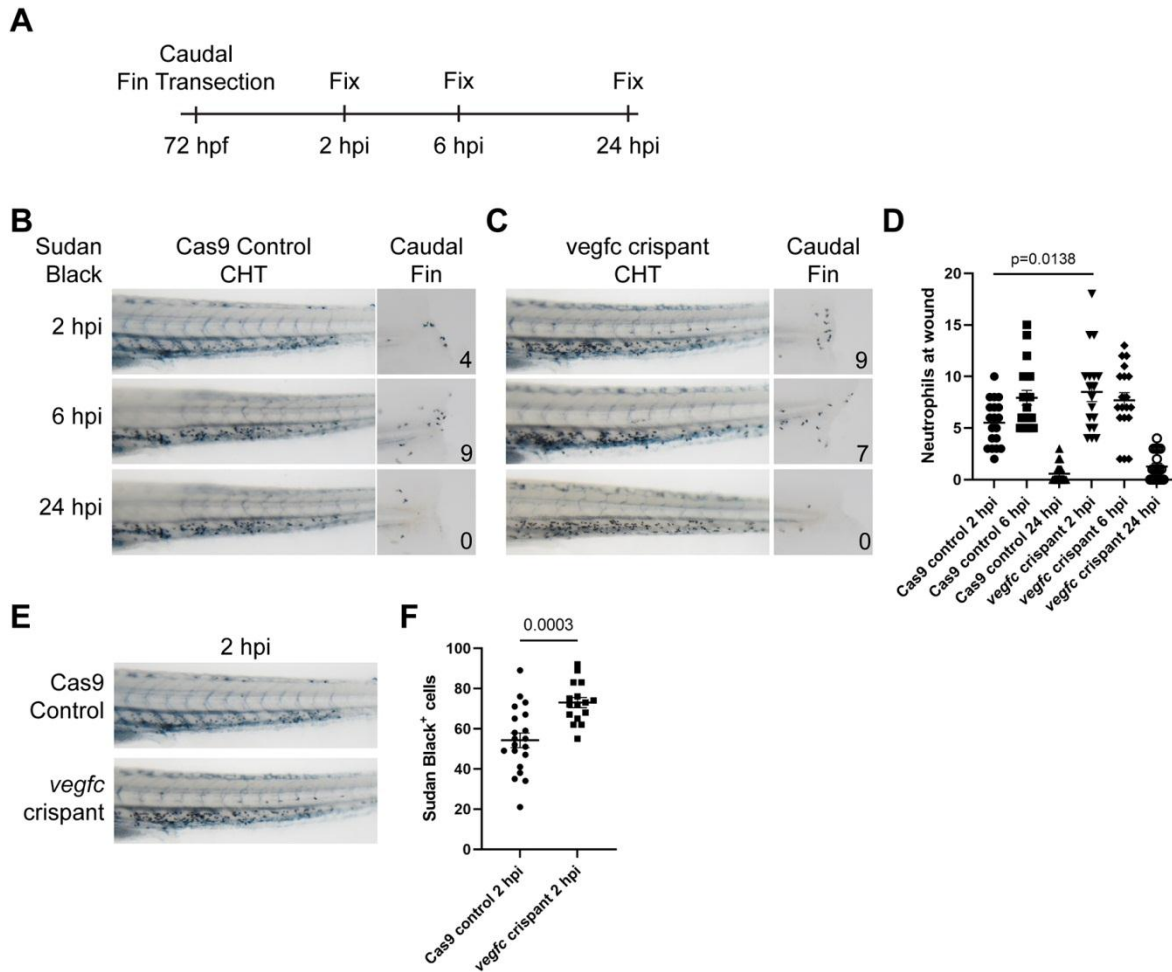 A
Caudal
Fin Transection
Fix
Fix
Fix
72 hpf
2 hpi
6 hpi
24 hpi
B
Sudan
Black
Cas9 Control
CHT
Caudal
Fin
2 hpi
4
6 hpi
9
24 hpi
0
C
vegfc crispant
CHT
Caudal
Fin
9
7
0
D
p=0.0138
Neutrophils at wound
20
15
10
5
0
Cas9 control 2 hpi
Cas9 control 6 hpi
Cas9 control 24 hpi
vegfc crispant 2 hpi
vegfc crispant 6 hpi
vegfc crispant 24 hpi
E
2 hpi
Cas9
Control
vegfc
crispant
F
0.0003
Sudan Black+ cells
100
80
60
40
20
0
Cas9 control 2 hpi
vegfc crispant 2 hpi